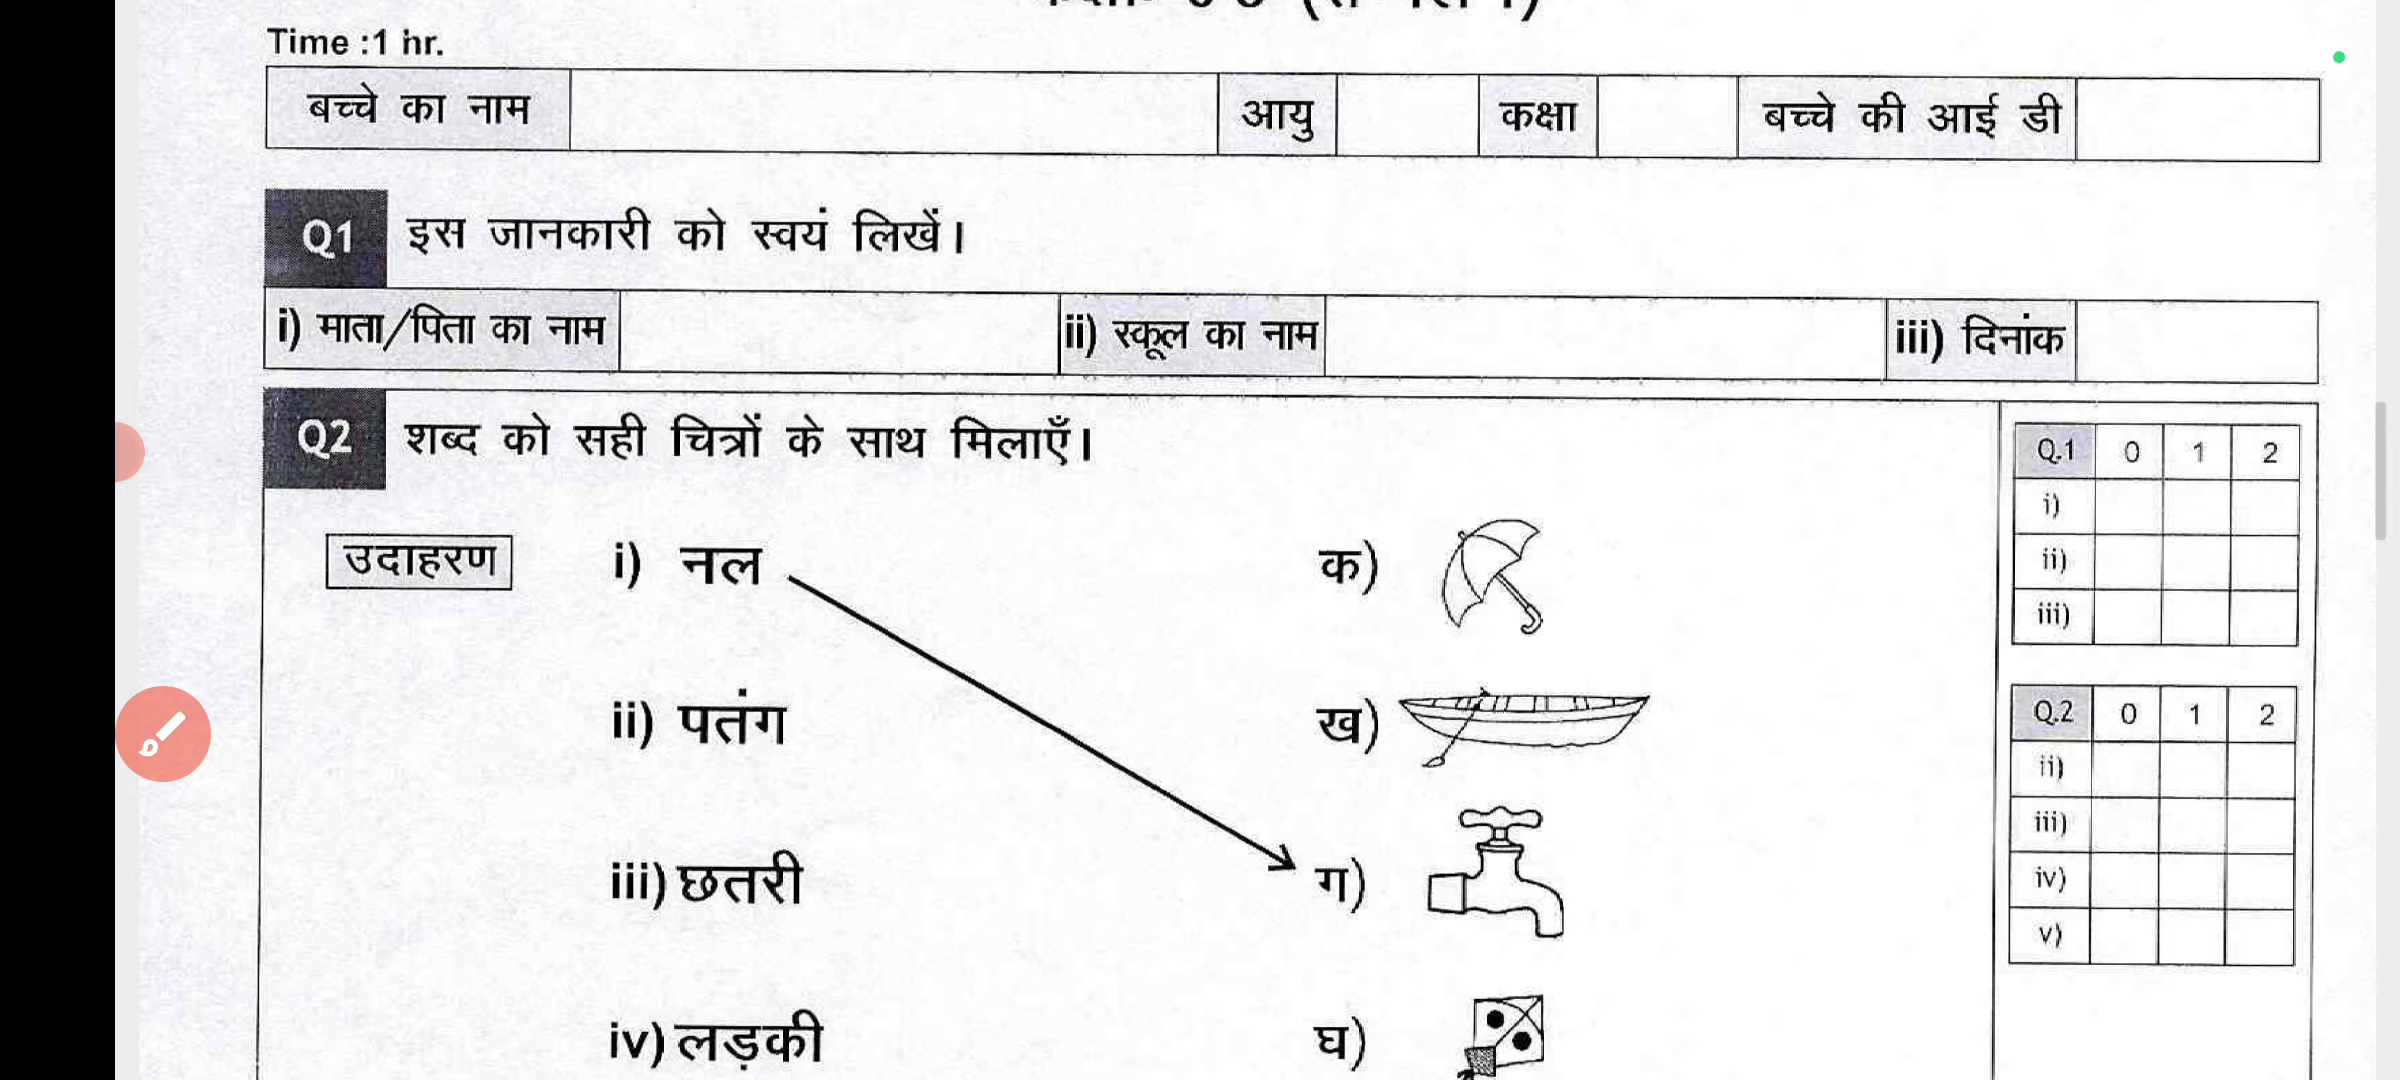 Time :1 hr.
बच्चे का नाम आयु कक्षा बच्चे की आई डी
Q1 इस जानकारी को स्वयं लिखें।
i) माता/पिता का नाम ii) स्कूल का नाम iii) दिनांक
Q2 शब्द को सही चित्रों के साथ मिलाएँ।
उदाहरण i) नल क)
ii) पतंग ख)
iii) छतरी ग)
iv) लड़की घ)
Q.1 0 1 2
i)
ii)
iii)
Q.2 0 1 2
ii)
iii)
iv)
v)